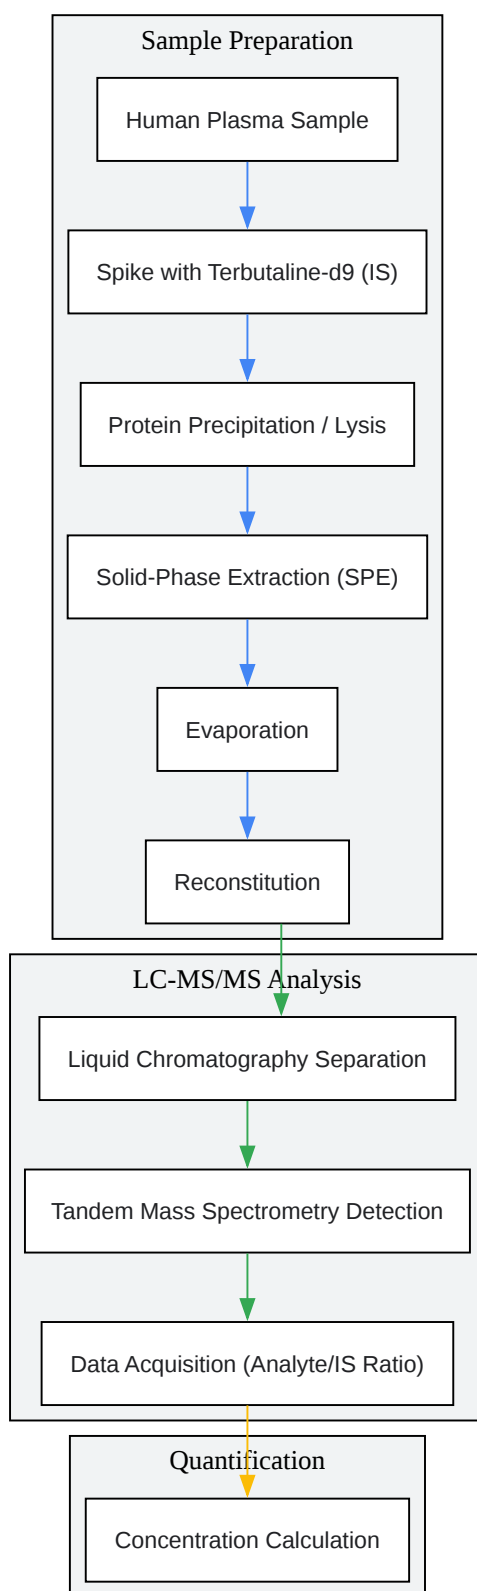 Sample Preparation
Human Plasma Sample
Spike with Terbutaline-d9 (IS)
Protein Precipitation / Lysis
Solid-Phase Extraction (SPE)
Evaporation
Reconstitution
LC-MS/MS Analysis
Liquid Chromatography Separation
Tandem Mass Spectrometry Detection
Data Acquisition (Analyte/IS Ratio)
Quantification
Concentration Calculation